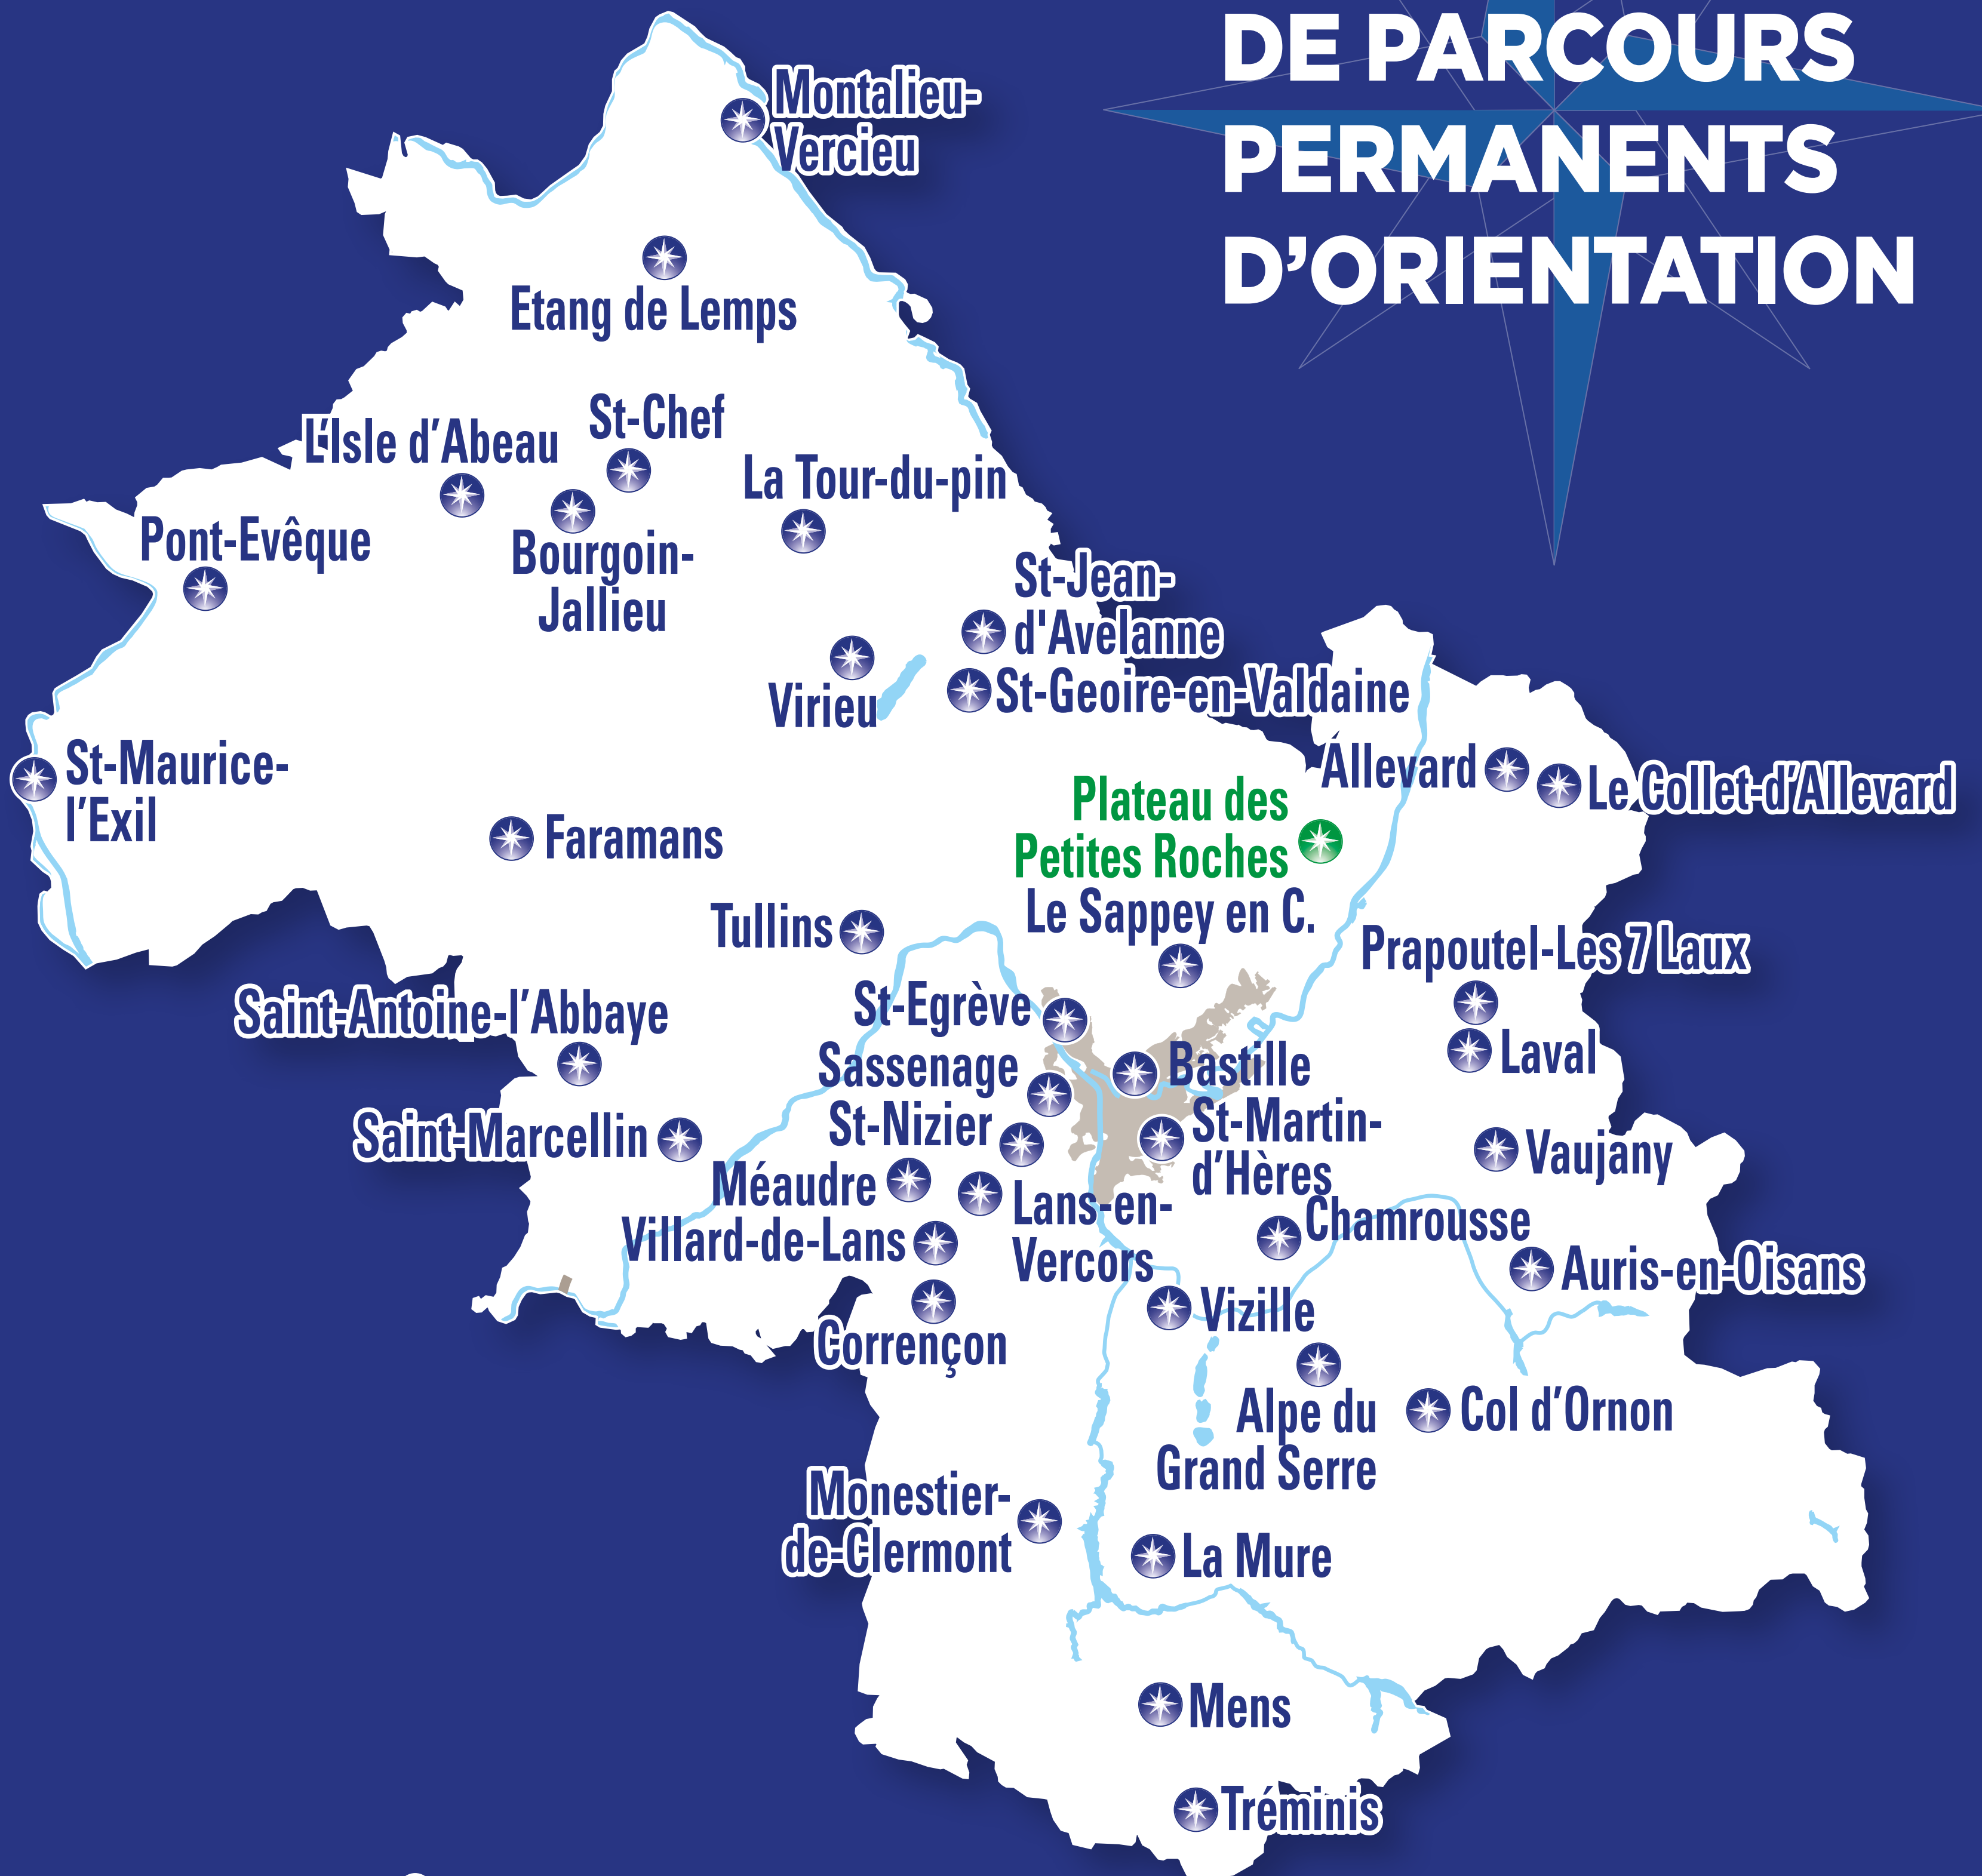 DE PARCOURS
PERMANENTS
D’ORIENTATION
Montalieu-
Vercieu
Etang de Lemps
St-Chef
L'Isle d’Abeau
La Tour-du-pin
Pont-Evêque
Bourgoin-
Jallieu
St-Jean-
d'Avelanne
Virieu
St-Geoire-en-Valdaine
St-Maurice-
l’Exil
Allevard
Le Collet-d’Allevard
Plateau des
Petites Roches
Faramans
Le Sappey en C.
Tullins
Prapoutel-Les 7 Laux
Saint-Antoine-l’Abbaye
St-Egrève
Laval
Sassenage
Bastille
St-Nizier
St-Martin-
d’Hères
Saint-Marcellin
Vaujany
Méaudre
Lans-en-
Vercors
Chamrousse
Villard-de-Lans
Auris-en-Oisans
Corrençon
Vizille
Alpe du
Grand Serre
Col d’Ornon
Monestier-
de-Clermont
La Mure
Mens
Tréminis